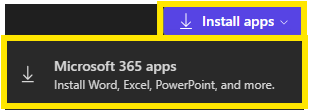 Install apps
Microsoft 365 apps
Install Word, Excel, PowerPoint, and more.